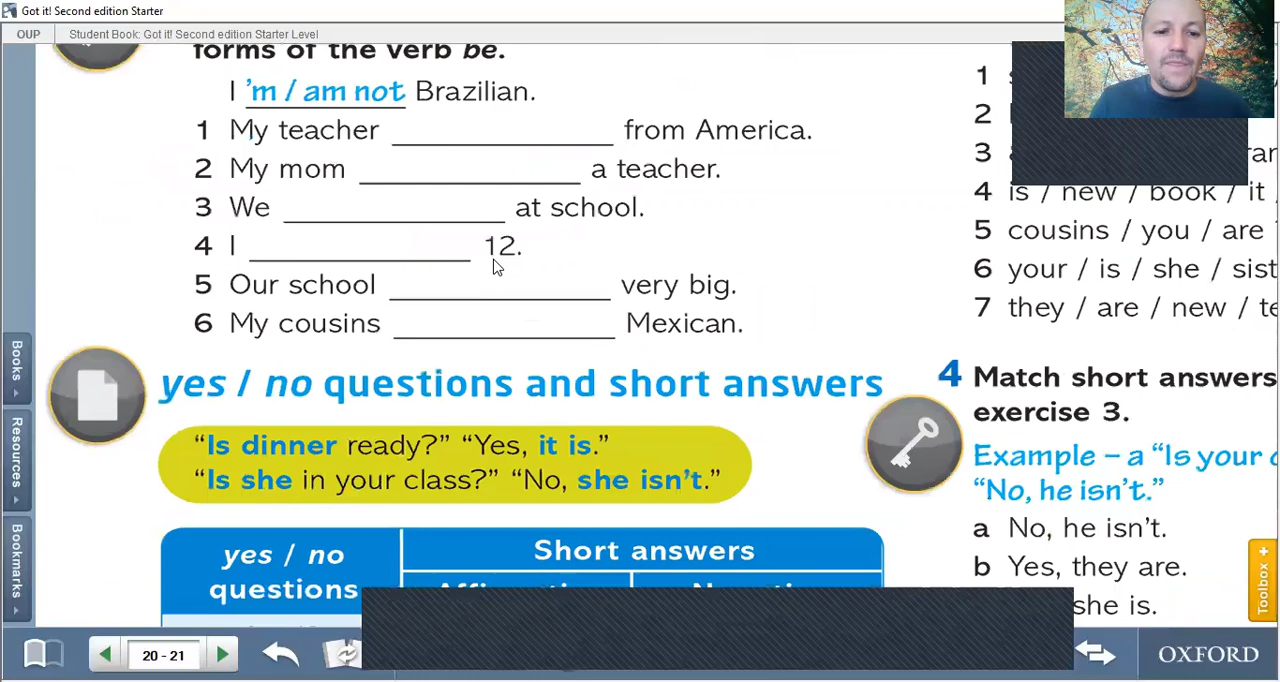 Got it! Second edition Starter
OUP Student Book: Got it! Second edition Starter Level
forms of the verb be.
I 'm / am not Brazilian.
1 My teacher ____________ from America.
2 My mom ____________ a teacher.
3 We ____________ at school.
4 I ____________ 12.
5 Our school ____________ very big.
6 My cousins ____________ Mexican.
yes / no questions and short answers
"Is dinner ready?" "Yes, it is."
"Is she in your class?" "No, she isn't."
yes / no questions
Short answers
1
2
3
4 is / new / book / it /
5 cousins / you / are
6 your / is / she /
7 they / are / new /
4 Match short answers
exercise 3.
Example – a "Is your
"No, he isn't."
a No, he isn't.
b Yes, they are.
she is.
Books
Resources
Bookmarks
Toolbox +
20 - 21
OXFORD